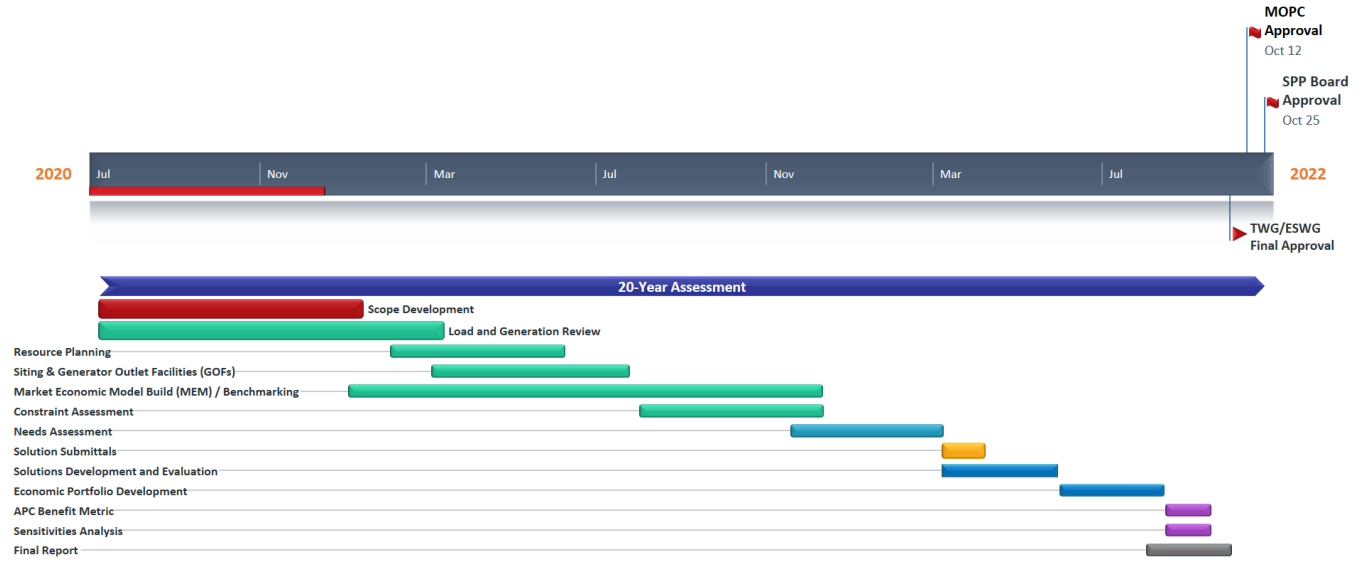 MOPC
Approval
Oct 12
SPP Board
Approval
Oct 25
2020
Jul
Nov
Mar
Jul
Nov
Mar
Jul
2022
TWG/ESWG
Final Approval
20-Year Assessment
Scope Development
Load and Generation Review
Resource Planning
Siting & Generator Outlet Facilities (GOFs)
Market Economic Model Build (MEM) / Benchmarking
Constraint Assessment
Needs Assessment
Solution Submittals
Solutions Development and Evaluation
Economic Portfolio Development
APC Benefit Metric
Sensitivities Analysis
Final Report